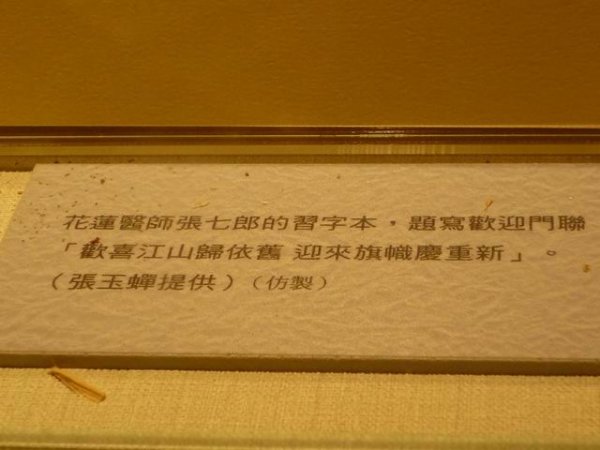 花蓮醫師張七郎的習字本，題寫歡迎門聯
「歡喜江山歸依舊 迎來旗幟慶重新」。
（張玉蟬提供）（仿製）